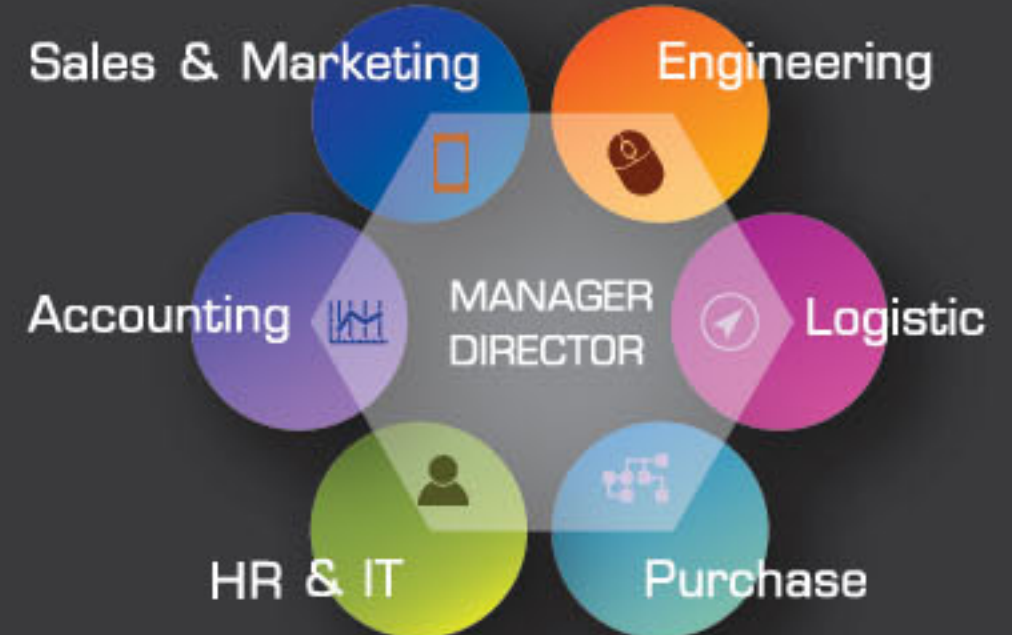 Sales & Marketing
Engineering
Accounting
MANAGER
DIRECTOR
Logistic
HR & IT
Purchase